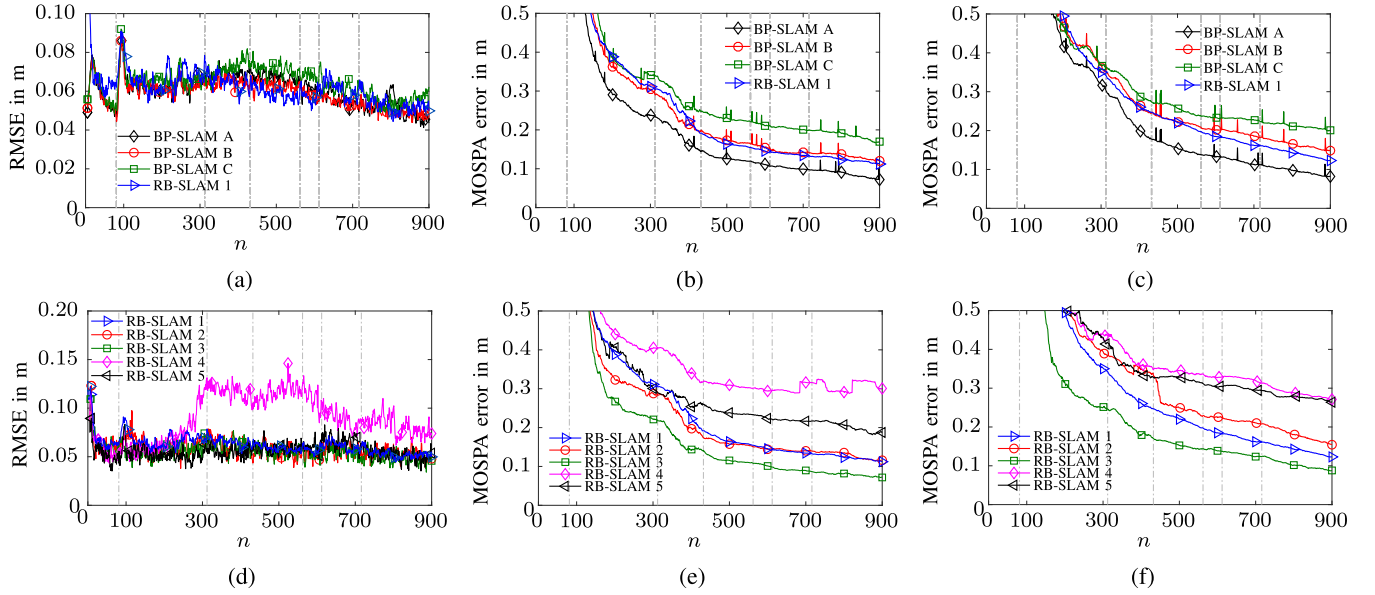 RMSE in m
0.10
0.08
0.06
0.04
0.02
0
0 100 300 500 700 900
n
BP-SLAM A
BP-SLAM B
BP-SLAM C
RB-SLAM 1
(a)
MOSPA error in m
0.5
0.4
0.3
0.2
0.1
0
0 100 300 500 700 900
n
BP-SLAM A
BP-SLAM B
BP-SLAM C
RB-SLAM 1
(b)
MOSPA error in m
0.5
0.4
0.3
0.2
0.1
0
0 100 300 500 700 900
n
BP-SLAM A
BP-SLAM B
BP-SLAM C
RB-SLAM 1
(c)
RMSE in m
0.20
0.15
0.10
0.05
0
0 100 300 500 700 900
n
RB-SLAM 1
RB-SLAM 2
RB-SLAM 3
RB-SLAM 4
RB-SLAM 5
(d)
MOSPA error in m
0.5
0.4
0.3
0.2
0.1
0
0 100 300 500 700 900
n
RB-SLAM 1
RB-SLAM 2
RB-SLAM 3
RB-SLAM 4
RB-SLAM 5
(e)
MOSPA error in m
0.5
0.4
0.3
0.2
0.1
0
0 100 300 500 700 900
n
RB-SLAM 1
RB-SLAM 2
RB-SLAM 3
RB-SLAM 4
RB-SLAM 5
(f)